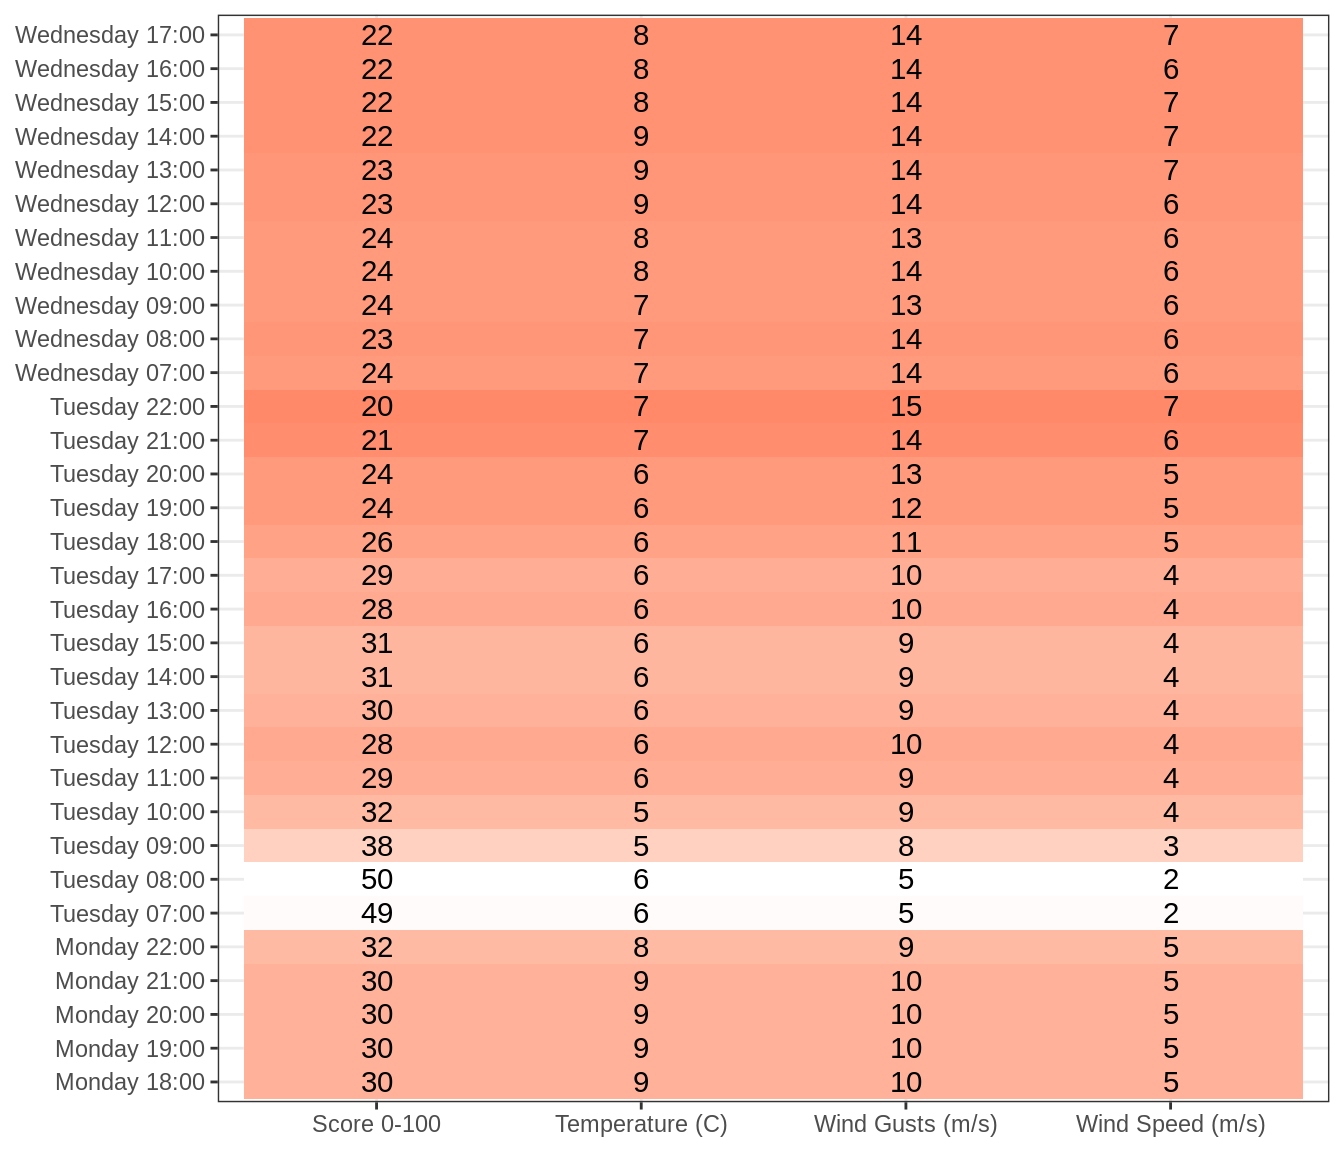 Wednesday 17:00 22 8 14 7
Wednesday 16:00 22 8 14 6
Wednesday 15:00 22 8 14 7
Wednesday 14:00 22 9 14 7
Wednesday 13:00 23 9 14 7
Wednesday 12:00 23 9 14 6
Wednesday 11:00 24 8 13 6
Wednesday 10:00 24 8 14 6
Wednesday 09:00 24 7 13 6
Wednesday 08:00 23 7 14 6
Wednesday 07:00 24 7 14 6
Tuesday 22:00 20 7 15 7
Tuesday 21:00 21 7 14 6
Tuesday 20:00 24 6 13 5
Tuesday 19:00 24 6 12 5
Tuesday 18:00 26 6 11 5
Tuesday 17:00 29 6 10 4
Tuesday 16:00 28 6 10 4
Tuesday 15:00 31 6 9 4
Tuesday 14:00 31 6 9 4
Tuesday 13:00 30 6 9 4
Tuesday 12:00 28 6 10 4
Tuesday 11:00 29 6 9 4
Tuesday 10:00 32 5 9 4
Tuesday 09:00 38 5 8 3
Tuesday 08:00 50 6 5 2
Tuesday 07:00 49 6 5 2
Monday 22:00 32 8 9 5
Monday 21:00 30 9 10 5
Monday 20:00 30 9 10 5
Monday 19:00 30 9 10 5
Monday 18:00 30 9 10 5
Score 0-100 Temperature (C) Wind Gusts (m/s) Wind Speed (m/s)